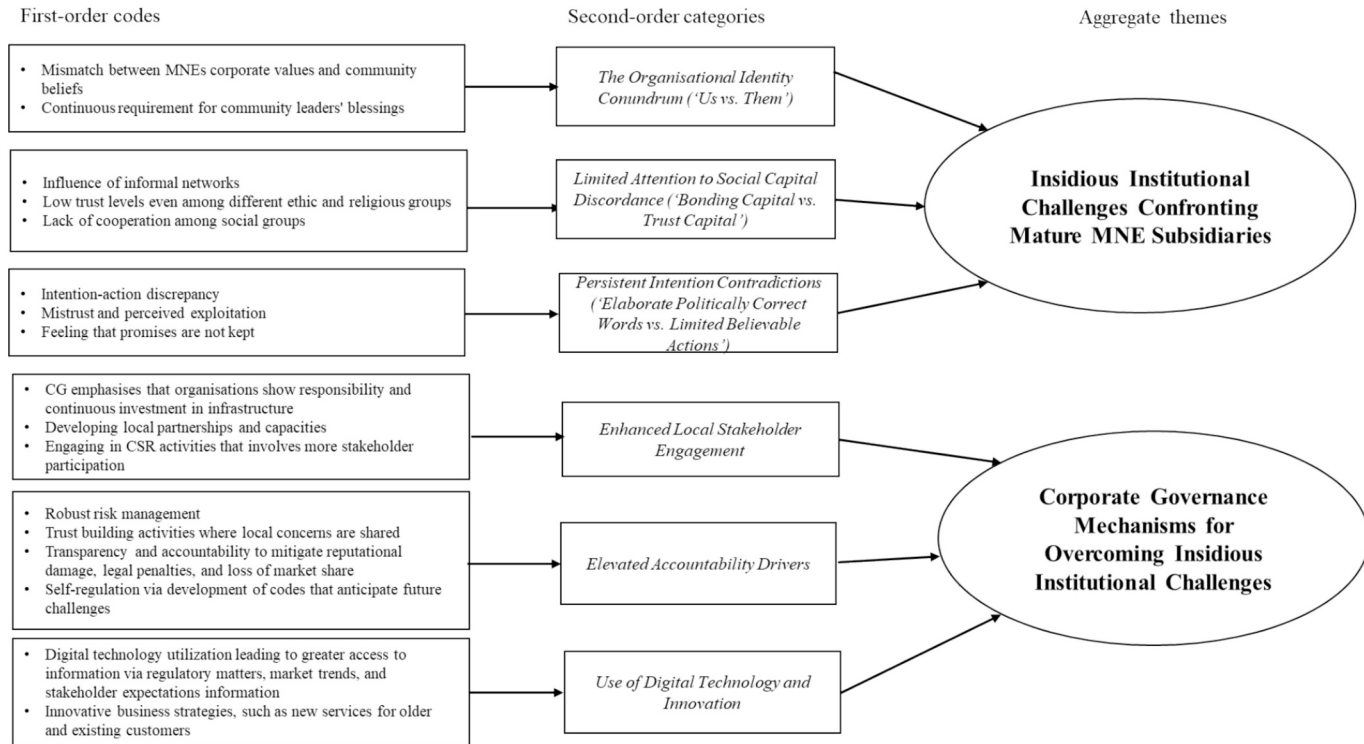 First-order codes
Second-order categories
Aggregate themes
• Mismatch between MNEs corporate values and community
beliefs
• Continuous requirement for community leaders' blessings
The Organisational Identity
Conundrum (‘Us vs. Them’)
• Influence of informal networks
• Low trust levels even among different ethic and religious groups
• Lack of cooperation among social groups
Limited Attention to Social Capital
Discordance (‘Bonding Capital vs.
Trust Capital’)
Insidious Institutional
Challenges Confronting
Mature MNE Subsidiaries
• Intention-action discrepancy
• Mistrust and perceived exploitation
• Feeling that promises are not kept
Persistent Intention Contradictions
(‘Elaborate Politically Correct
Words vs. Limited Believable
Actions’)
• CG emphasises that organisations show responsibility and
continuous investment in infrastructure
• Developing local partnerships and capacities
• Engaging in CSR activities that involves more stakeholder
participation
Enhanced Local Stakeholder
Engagement
• Robust risk management
• Trust building activities where local concerns are shared
• Transparency and accountability to mitigate reputational
damage, legal penalties, and loss of market share
• Self-regulation via development of codes that anticipate future
challenges
Elevated Accountability Drivers
Corporate Governance
Mechanisms for
Overcoming Insidious
Institutional Challenges
• Digital technology utilization leading to greater access to
information via regulatory matters, market trends, and
stakeholder expectations information
• Innovative business strategies, such as new services for older
and existing customers
Use of Digital Technology and
Innovation